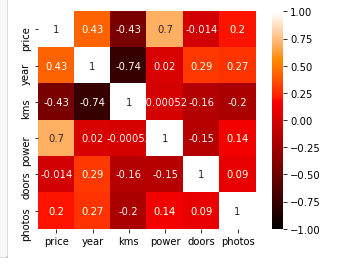 price 1 0.43 -0.43 0.7 -0.014 0.2
year 0.43 1 -0.74 0.02 0.29 0.27
kms -0.43 -0.74 1 0.00052 -0.16 -0.2
power 0.7 0.02 -0.0005 1 -0.15 0.14
doors -0.014 0.29 -0.16 -0.15 1 0.09
photos 0.2 0.27 -0.2 0.14 0.09 1
price year kms power doors photos
1.00
0.75
0.50
0.25
0.00
-0.25
-0.50
-0.75
-1.00